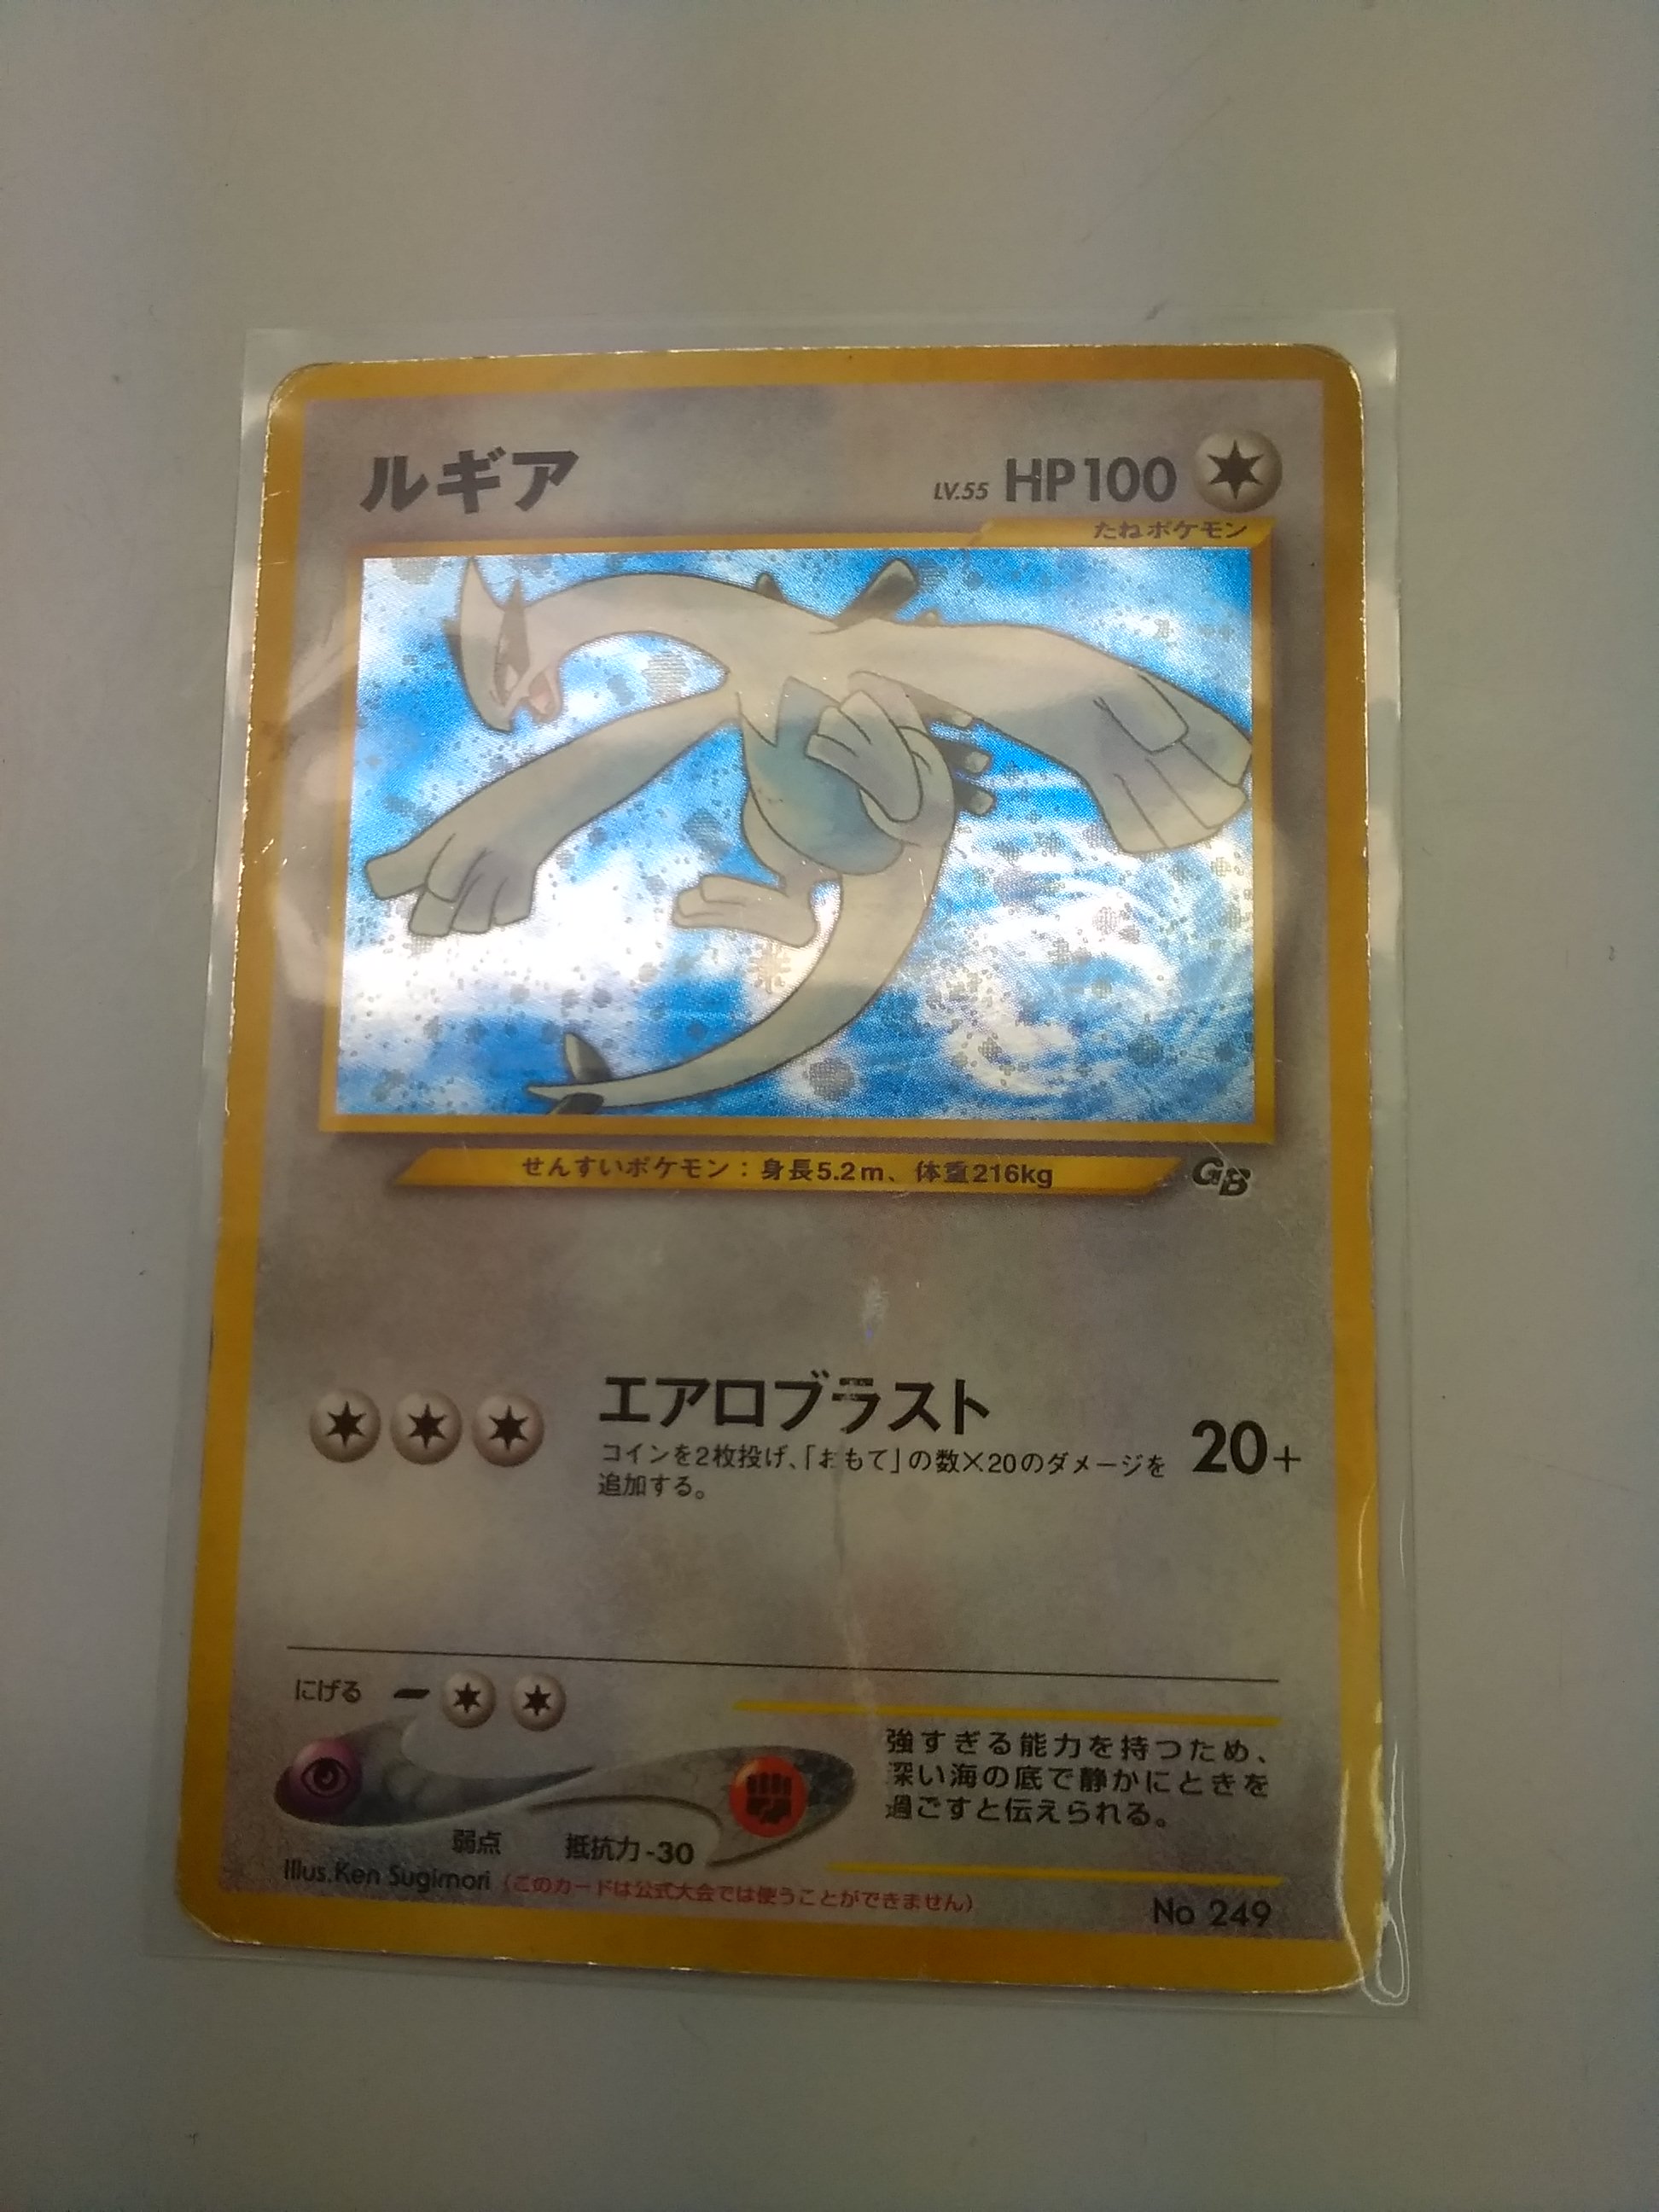 ルギア
LV.55 HP100
たねポケモン
せんすいポケモン：身長5.2m、体重216kg
GB
エアロブラスト
20+
コインを2枚投げ、「おもて」の数×20のダメージを
追加する。
にげる
強すぎる能力を持つため、
深い海の底で静かにときを
過ごすと伝えられる。
弱点 抵抗力-30
Illus.Ken Sugimori (このカードは公式大会では使うことができません)
No 249